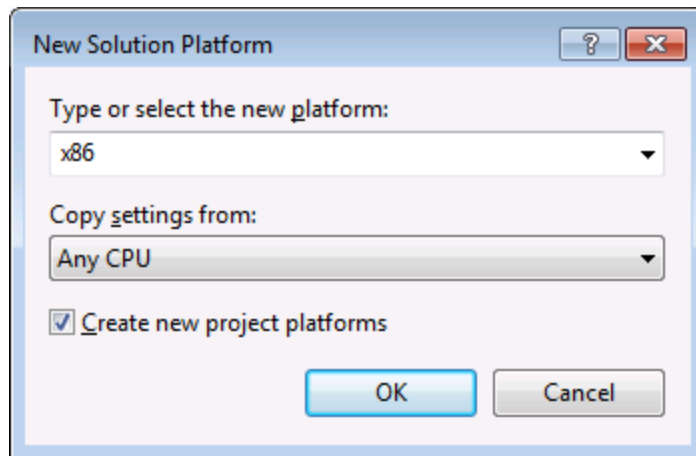 New Solution Platform
Type or select the new platform:
x86
Copy settings from:
Any CPU
Create new project platforms
OK Cancel